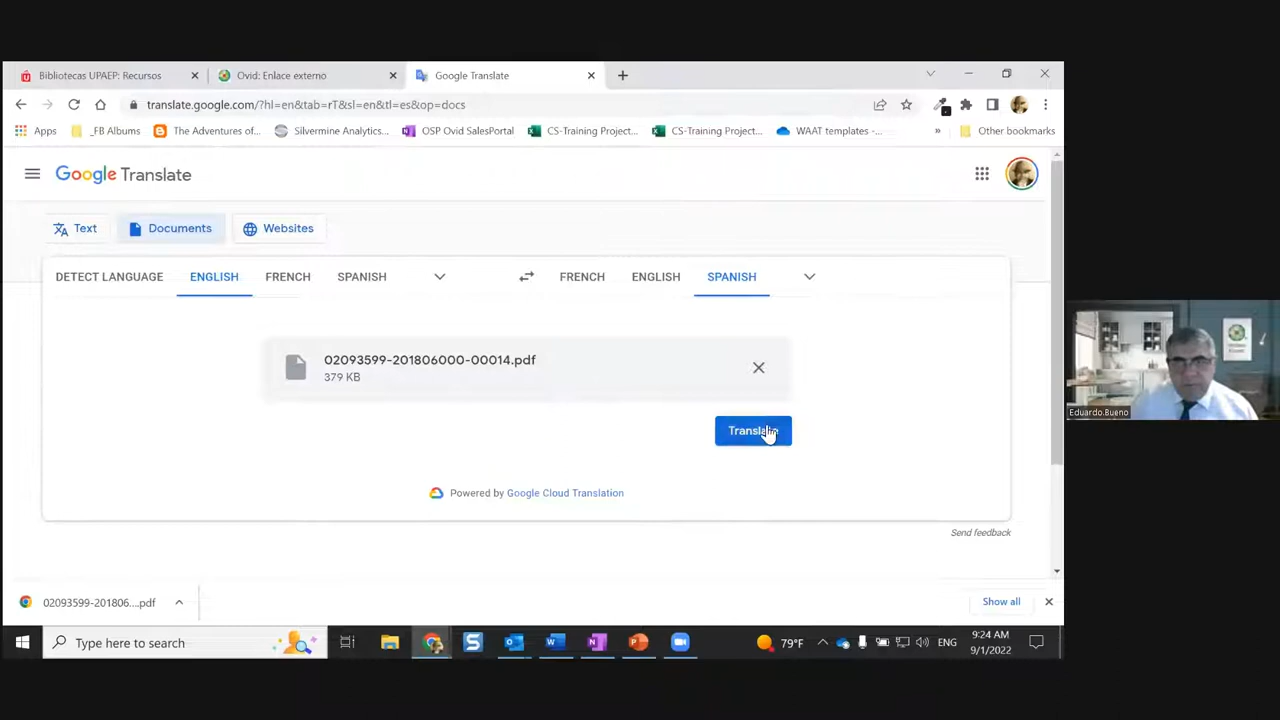 Bibliotecas UPAEP: Recursos
Ovid: Enlace externo
Google Translate
translate.google.com/?hl=en&tab=rT&sl=en&tl=es&op=docs
Apps
_FB Albums
The Adventures of...
Silvermine Analytics...
OSP Ovid SalesPortal
CS-Training Project...
CS-Training Project...
WAAT templates -...
»
Other bookmarks
Google Translate
Text
Documents
Websites
DETECT LANGUAGE
ENGLISH
FRENCH
SPANISH
FRENCH
ENGLISH
SPANISH
02093599-201806000-00014.pdf
379 KB
Translate
Powered by Google Cloud Translation
Send feedback
Eduardo.Bueno
02093599-201806....pdf
Show all
Type here to search
79°F
ENG
9:24 AM
9/1/2022